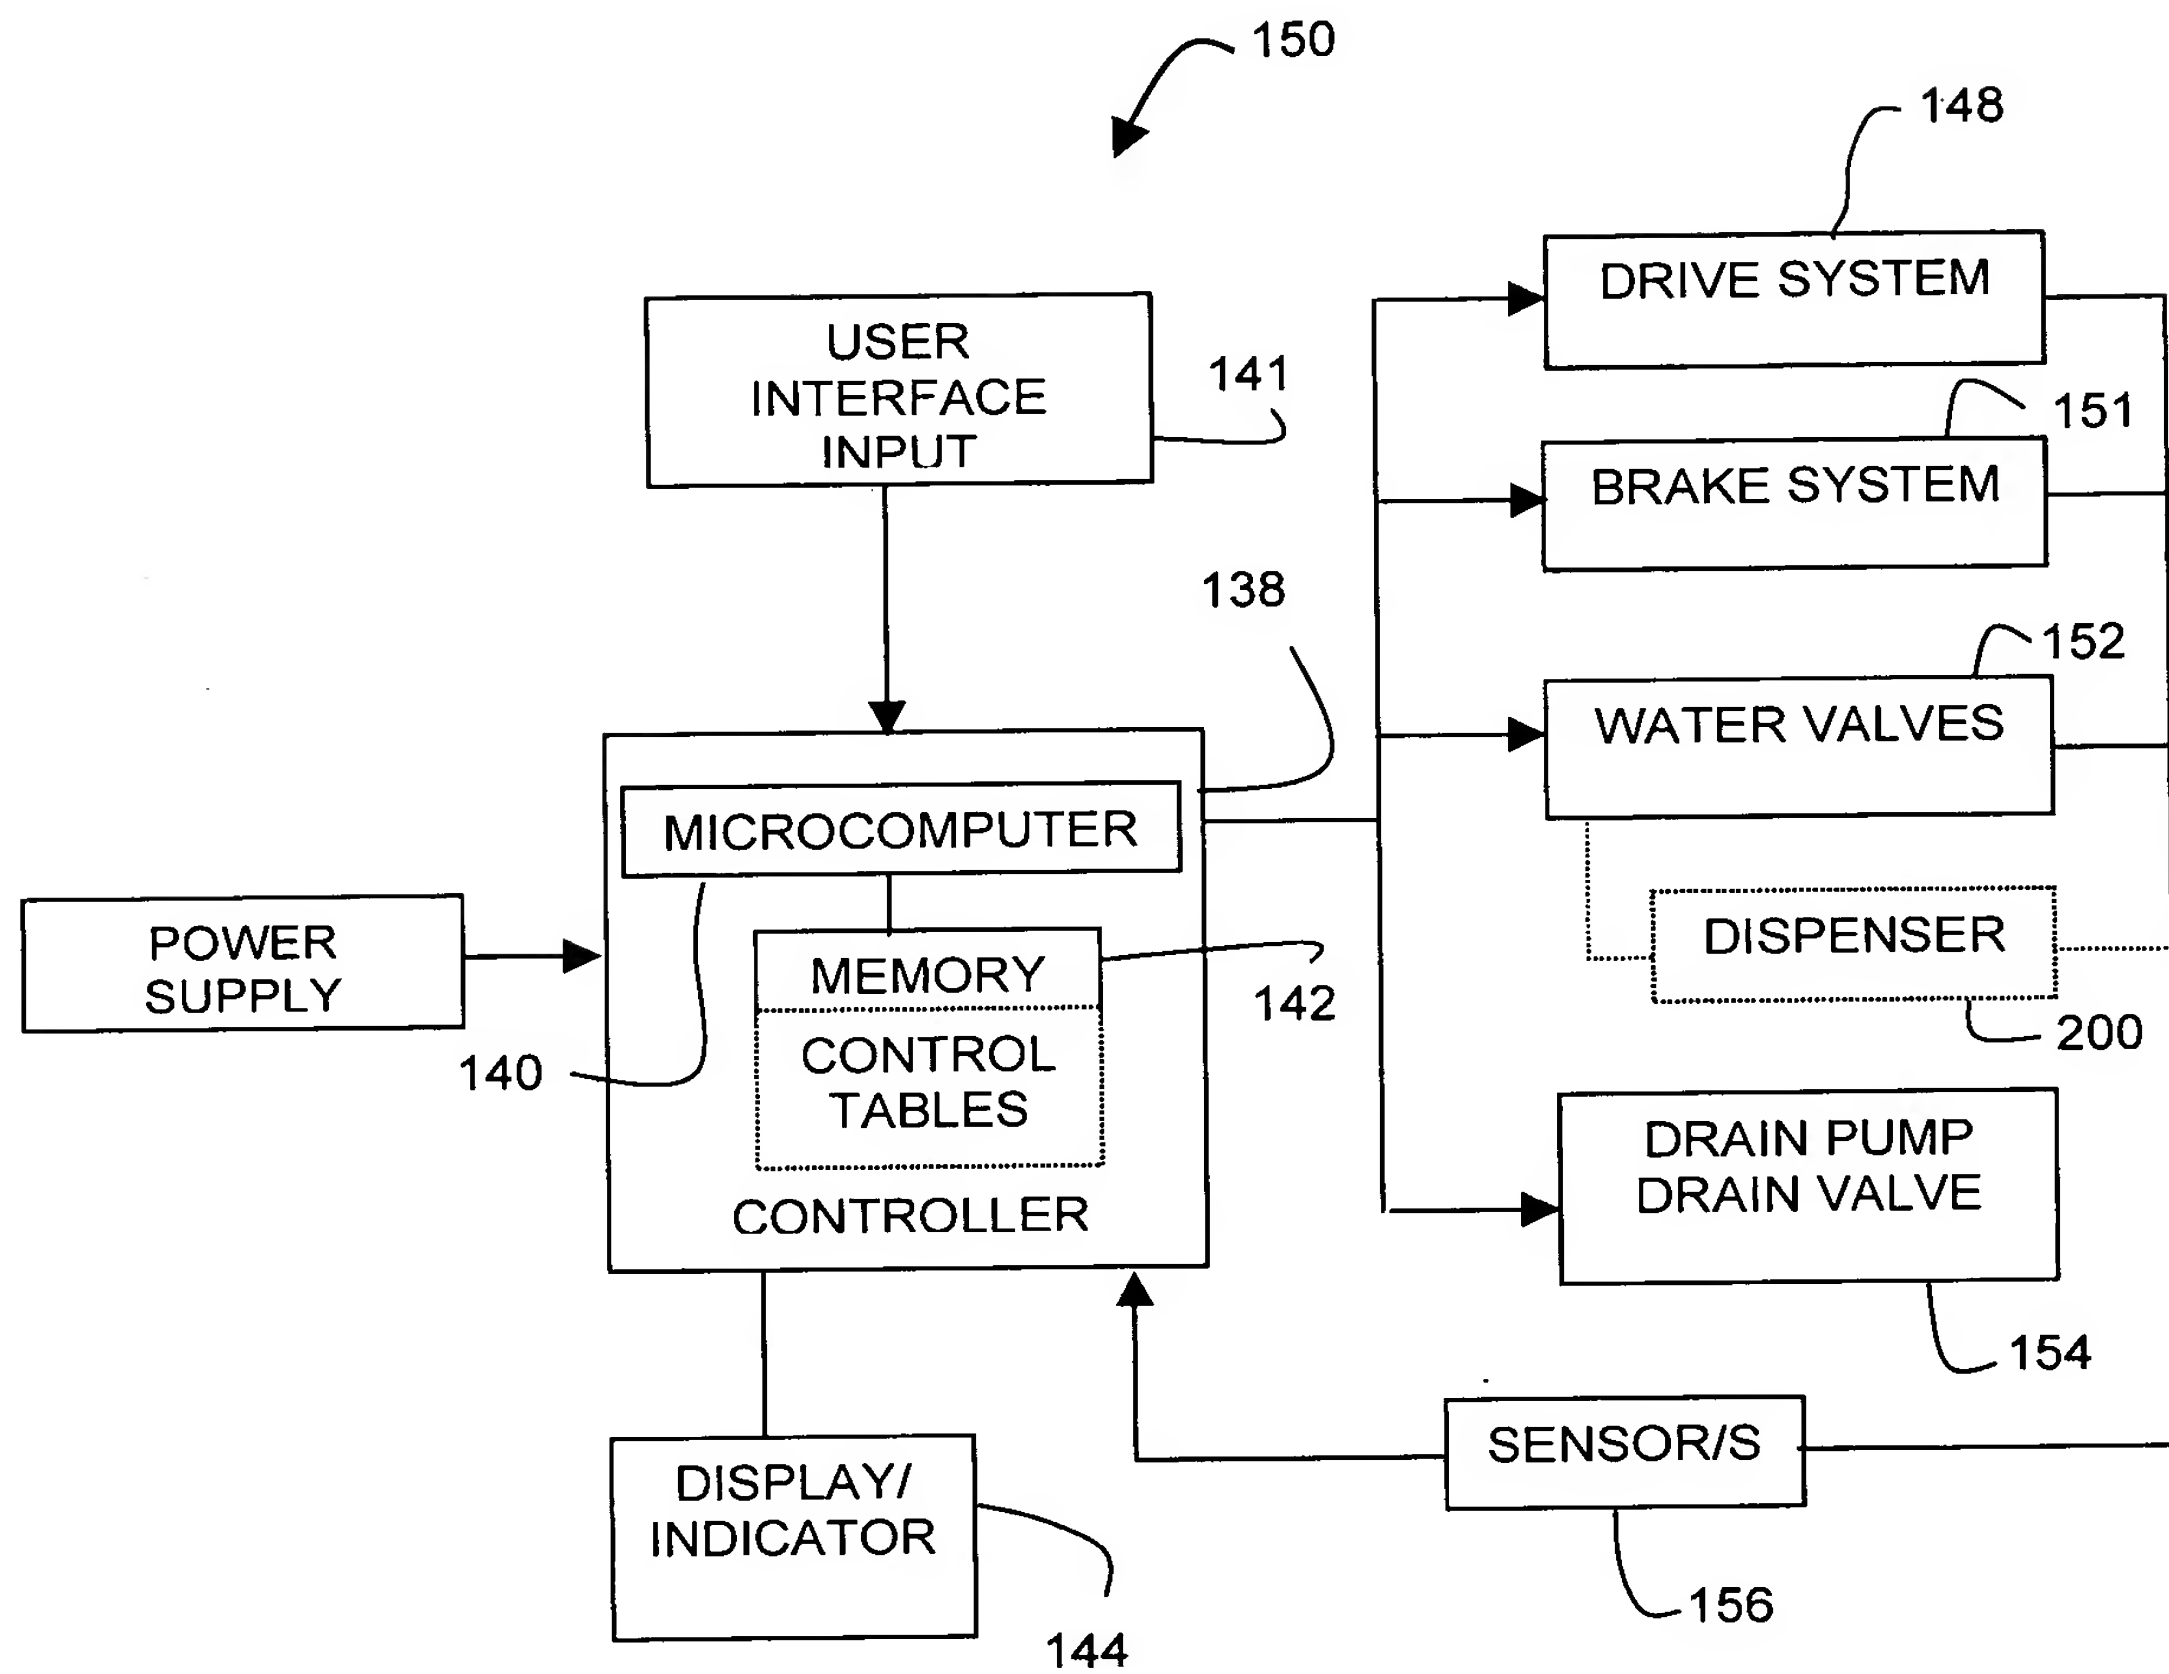 150
148
DRIVE SYSTEM
USER
INTERFACE
INPUT
141
151
BRAKE SYSTEM
138
152
WATER VALVES
MICROCOMPUTER
POWER
SUPPLY
MEMORY
142
DISPENSER
200
140
CONTROL
TABLES
CONTROLLER
DRAIN PUMP
DRAIN VALVE
154
SENSOR/S
156
DISPLAY/
INDICATOR
144